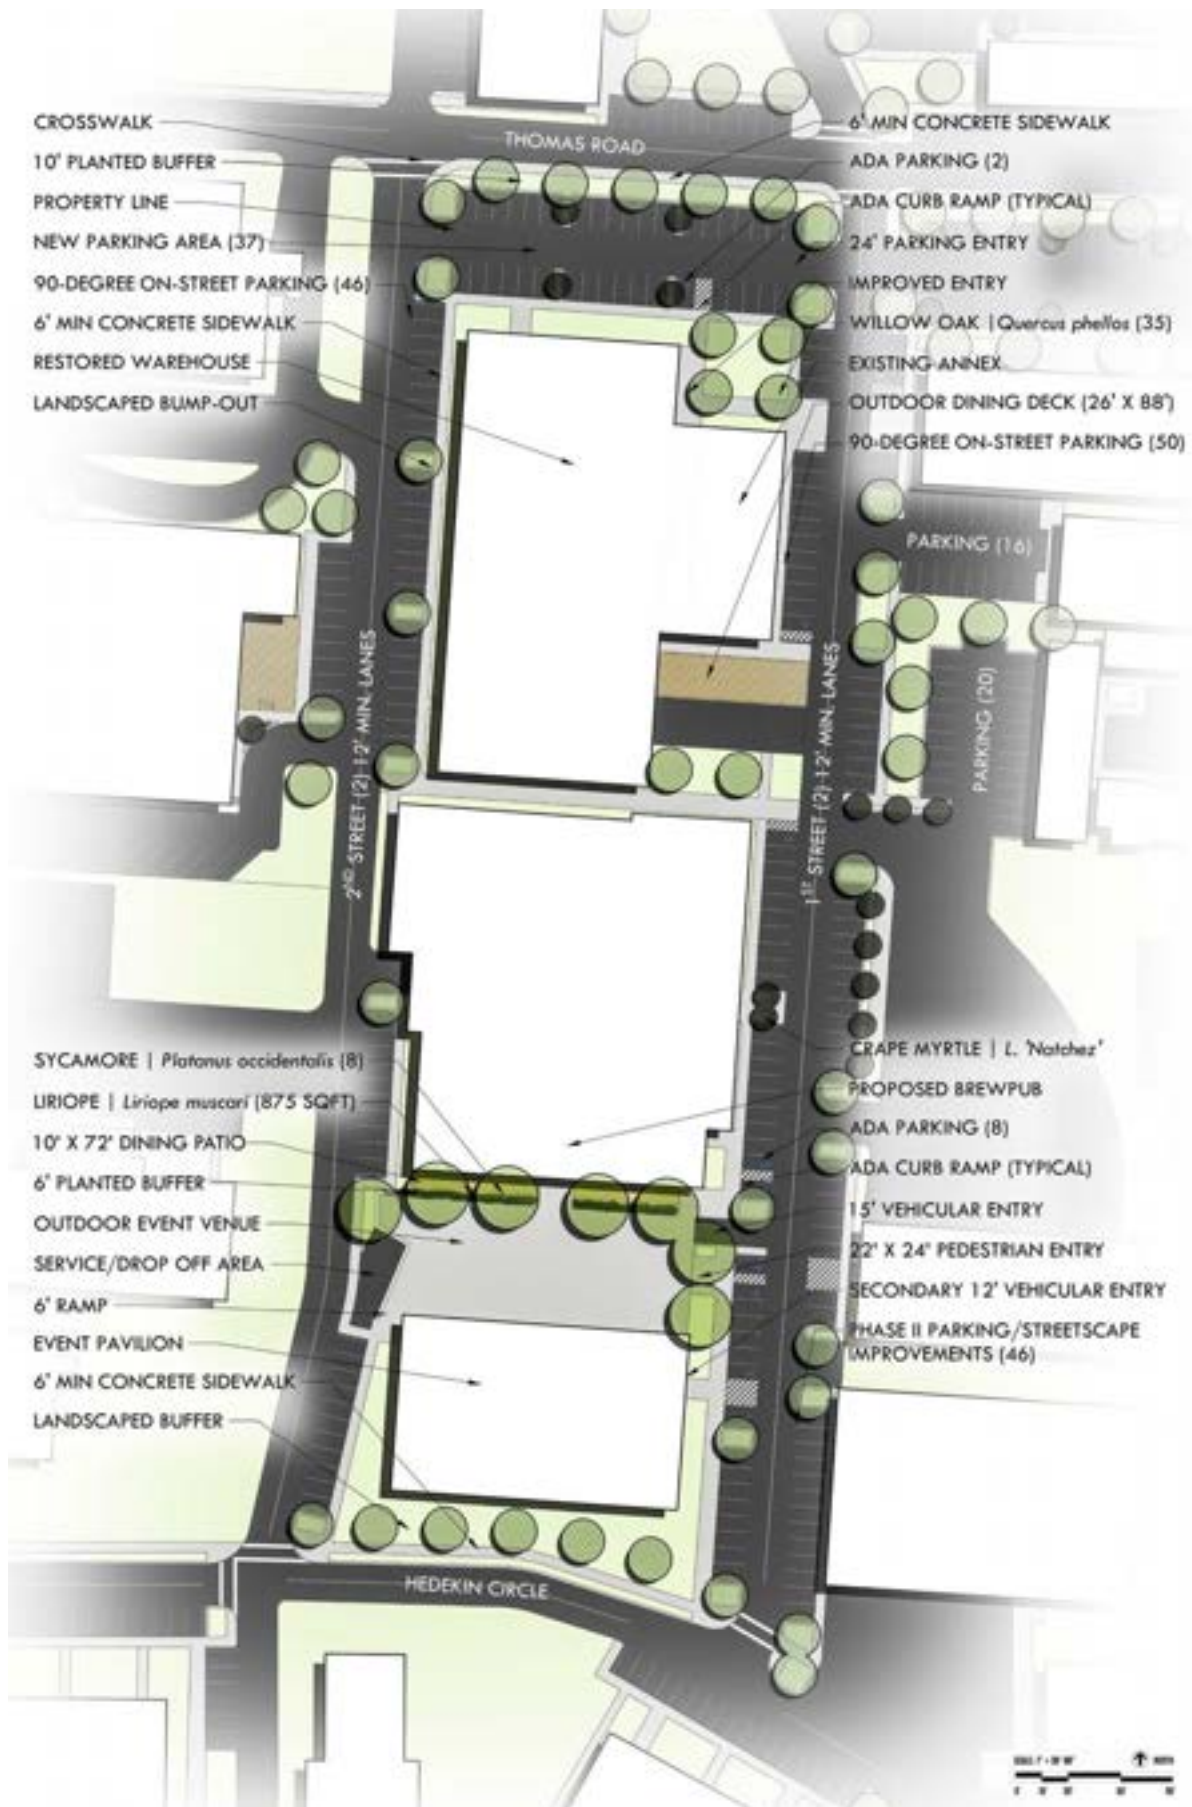 THOMAS ROAD
CROSSWALK
10' PLANTED BUFFER
PROPERTY LINE
NEW PARKING AREA (37)
90-DEGREE ON-STREET PARKING (46)
6' MIN CONCRETE SIDEWALK
RESTORED WAREHOUSE
LANDSCAPED BUMP-OUT
6' MIN CONCRETE SIDEWALK
ADA PARKING (2)
ADA CURB RAMP (TYPICAL)
24' PARKING ENTRY
IMPROVED ENTRY
WILLOW OAK | Quercus phellos (35)
EXISTING ANNEX
OUTDOOR DINING DECK (26' X 88')
90-DEGREE ON-STREET PARKING (50)
PARKING (16)
PARKING (20)
2ND STREET (2) 12' MIN. LANES
1ST STREET (2) 12' MIN. LANES
SYCAMORE | Platanus occidentalis (8)
LIRIOPE | Liriope muscari (875 SQFT)
10' X 72' DINING PATIO
6' PLANTED BUFFER
OUTDOOR EVENT VENUE
SERVICE/DROP OFF AREA
6' RAMP
EVENT PAVILION
6' MIN CONCRETE SIDEWALK
LANDSCAPED BUFFER
CRAPE MYRTLE | L. 'Natchez'
PROPOSED BREWPUB
ADA PARKING (8)
ADA CURB RAMP (TYPICAL)
15' VEHICULAR ENTRY
22' X 24' PEDESTRIAN ENTRY
SECONDARY 12' VEHICULAR ENTRY
PHASE II PARKING/STREETSCAPE
IMPROVEMENTS (46)
HEDEKIN CIRCLE
NORTH